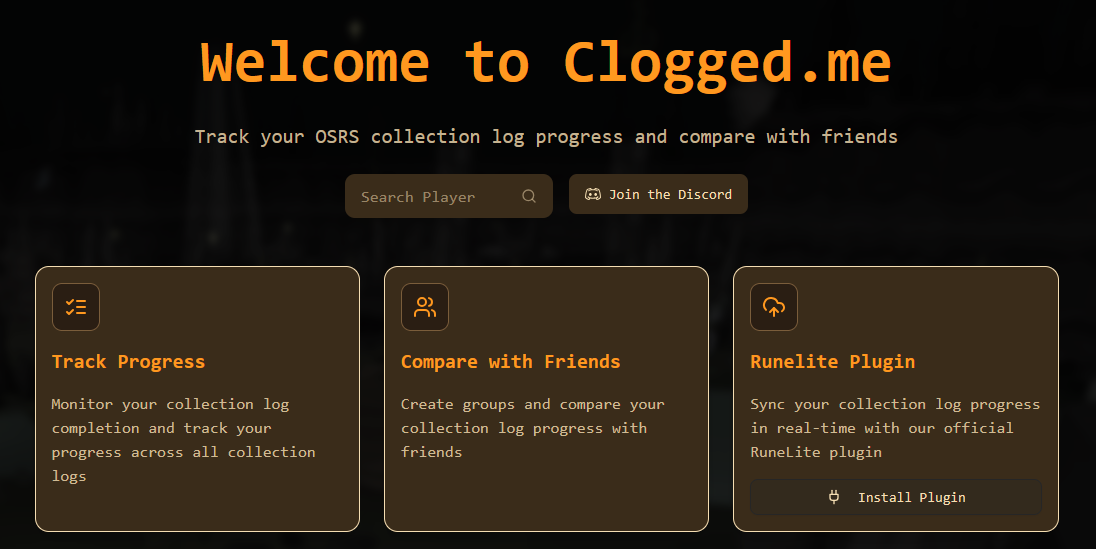 Welcome to Clogged.me
Track your OSRS collection log progress and compare with friends
Search Player
Join the Discord
Track Progress
Monitor your collection log
completion and track your
progress across all collection
logs
Compare with Friends
Create groups and compare your
collection log progress with
friends
Runelite Plugin
Sync your collection log progress
in real-time with our official
RuneLite plugin
Install Plugin